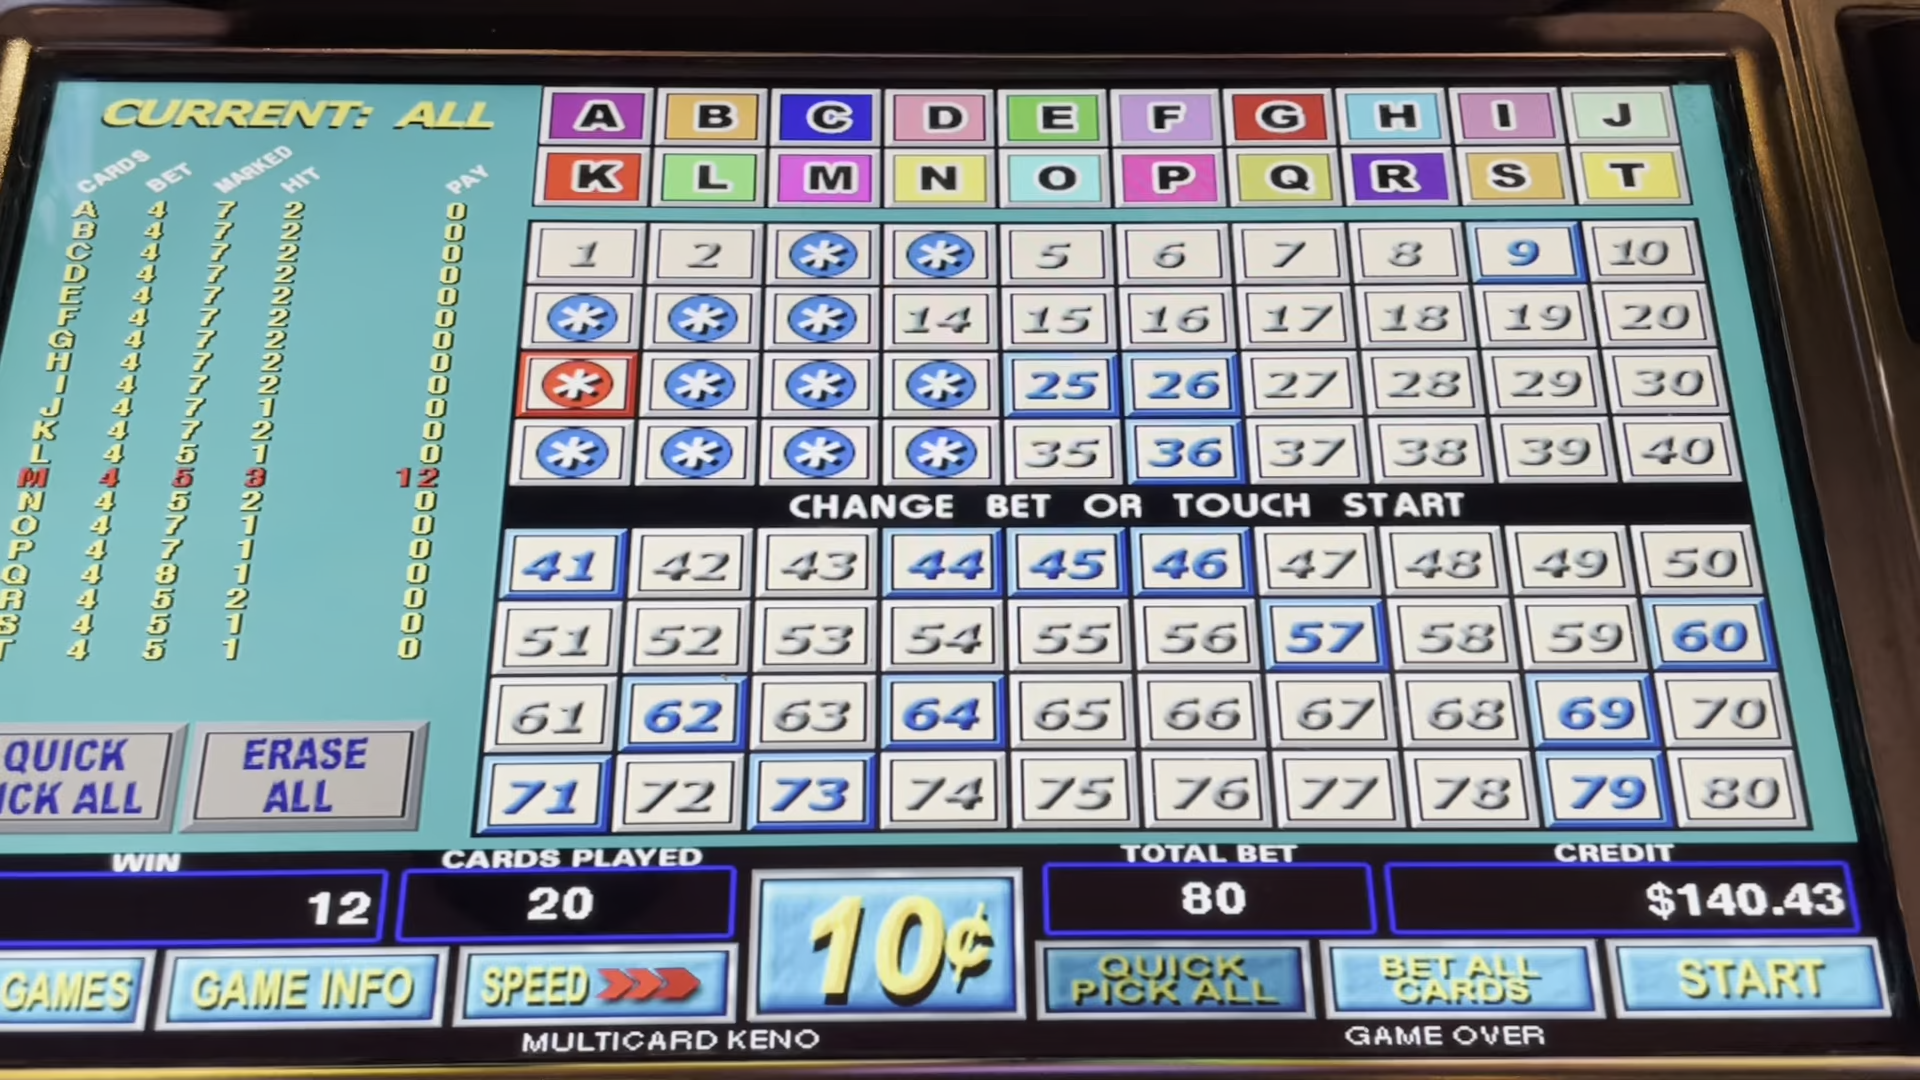 CURRENT: ALL
CARDS BET MARKED HIT PAY
A 4 7 2 0
B 4 7 2 0
C 4 7 2 0
D 4 7 2 0
E 4 7 2 0
F 4 7 2 0
G 4 7 2 0
H 4 7 2 0
I 4 7 2 0
J 4 7 1 0
K 4 7 2 0
L 4 5 1 0
M 4 5 3 12
N 4 5 2 0
O 4 7 1 0
P 4 7 1 0
Q 4 8 1 0
R 4 5 2 0
S 4 5 1 0
T 4 5 1 0
QUICK
ICK ALL
ERASE
ALL
A B C D E F G H I J
K L M N O P Q R S T
1 2 * * 5 6 7 8 9 10
* * * 14 15 16 17 18 19 20
* * * * 25 26 27 28 29 30
* * * * 35 36 37 38 39 40
CHANGE BET OR TOUCH START
41 42 43 44 45 46 47 48 49 50
51 52 53 54 55 56 57 58 59 60
61 62 63 64 65 66 67 68 69 70
71 72 73 74 75 76 77 78 79 80
WIN
12
CARDS PLAYED
20
10¢
TOTAL BET
80
CREDIT
$140.43
GAMES
GAME INFO
SPEED
QUICK
PICK ALL
BET ALL
CARDS
START
MULTICARD KENO
GAME OVER